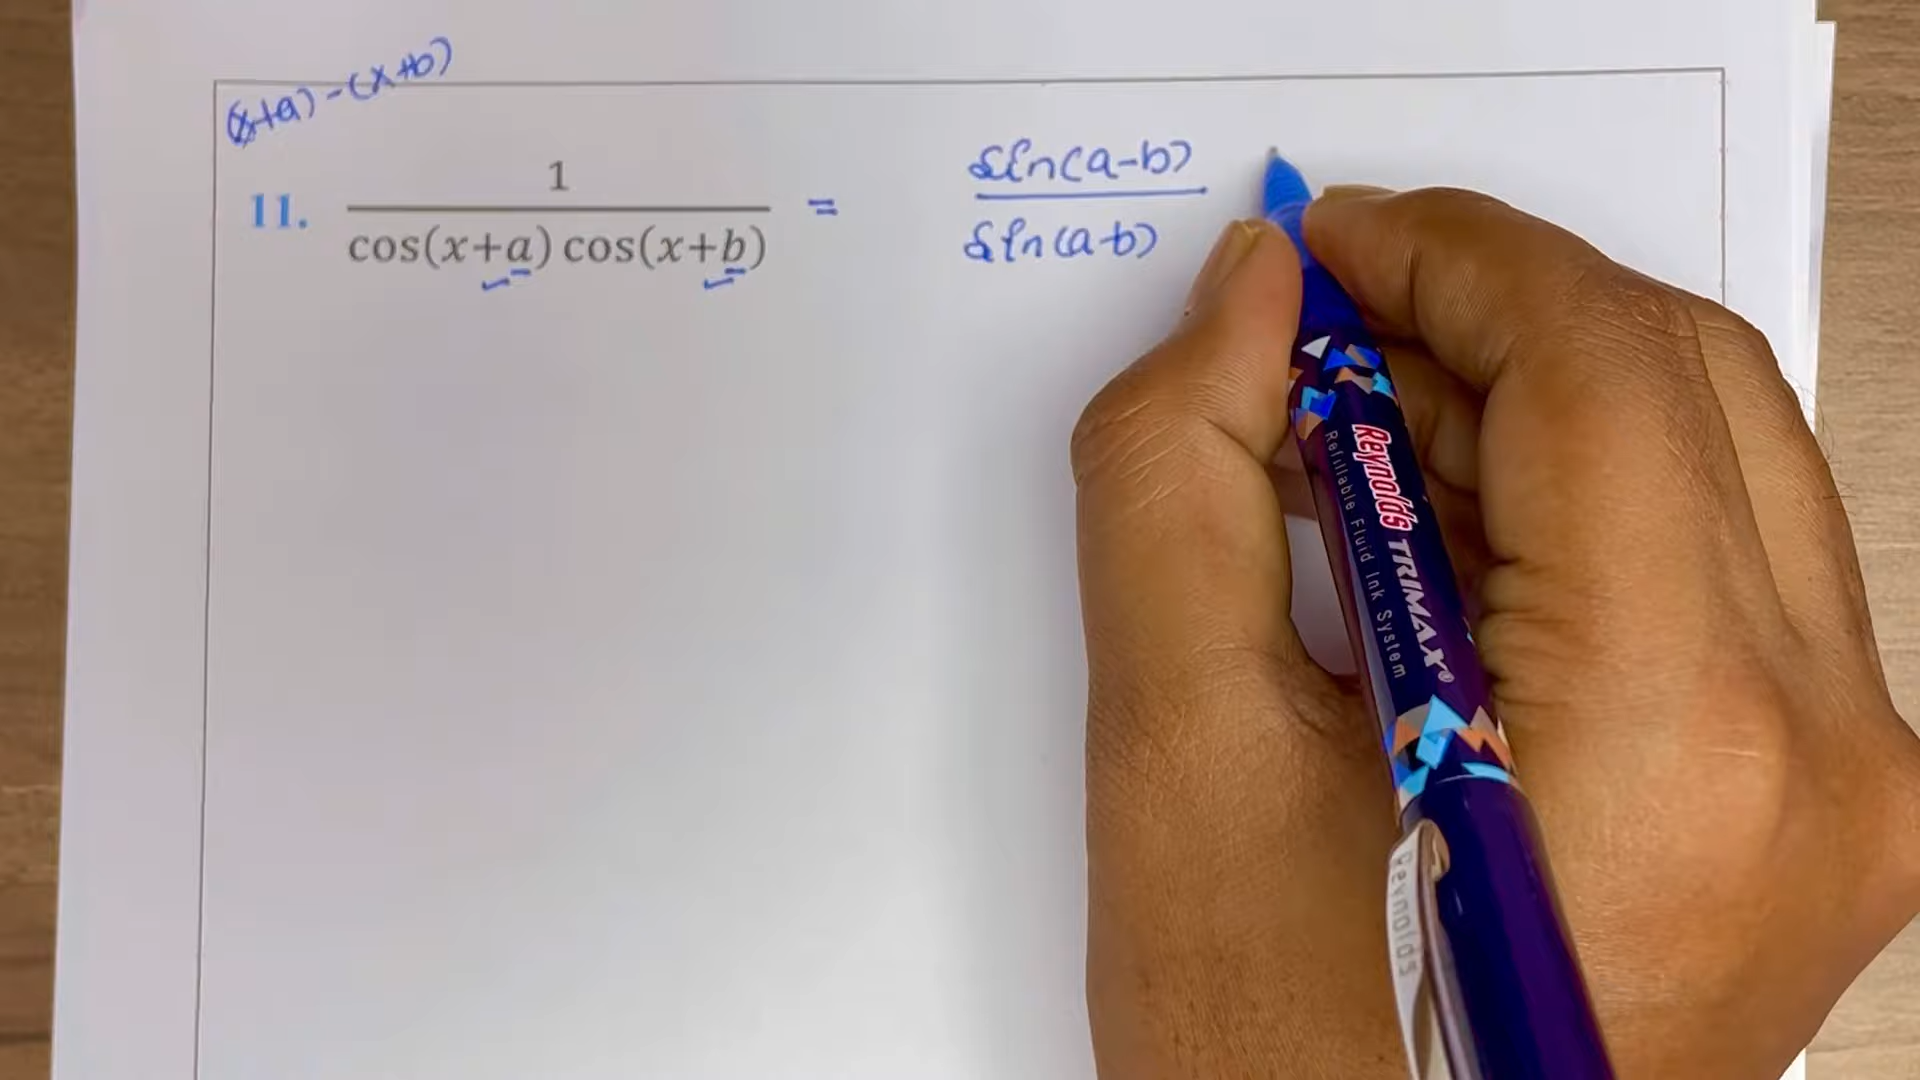 (x+a) - (x+b)
11. 1 / cos(x+a) cos(x+b) = sin(a-b) / sin(a-b)
Reynolds TRIMAX®
Refillable Fluid Ink System
Reynolds